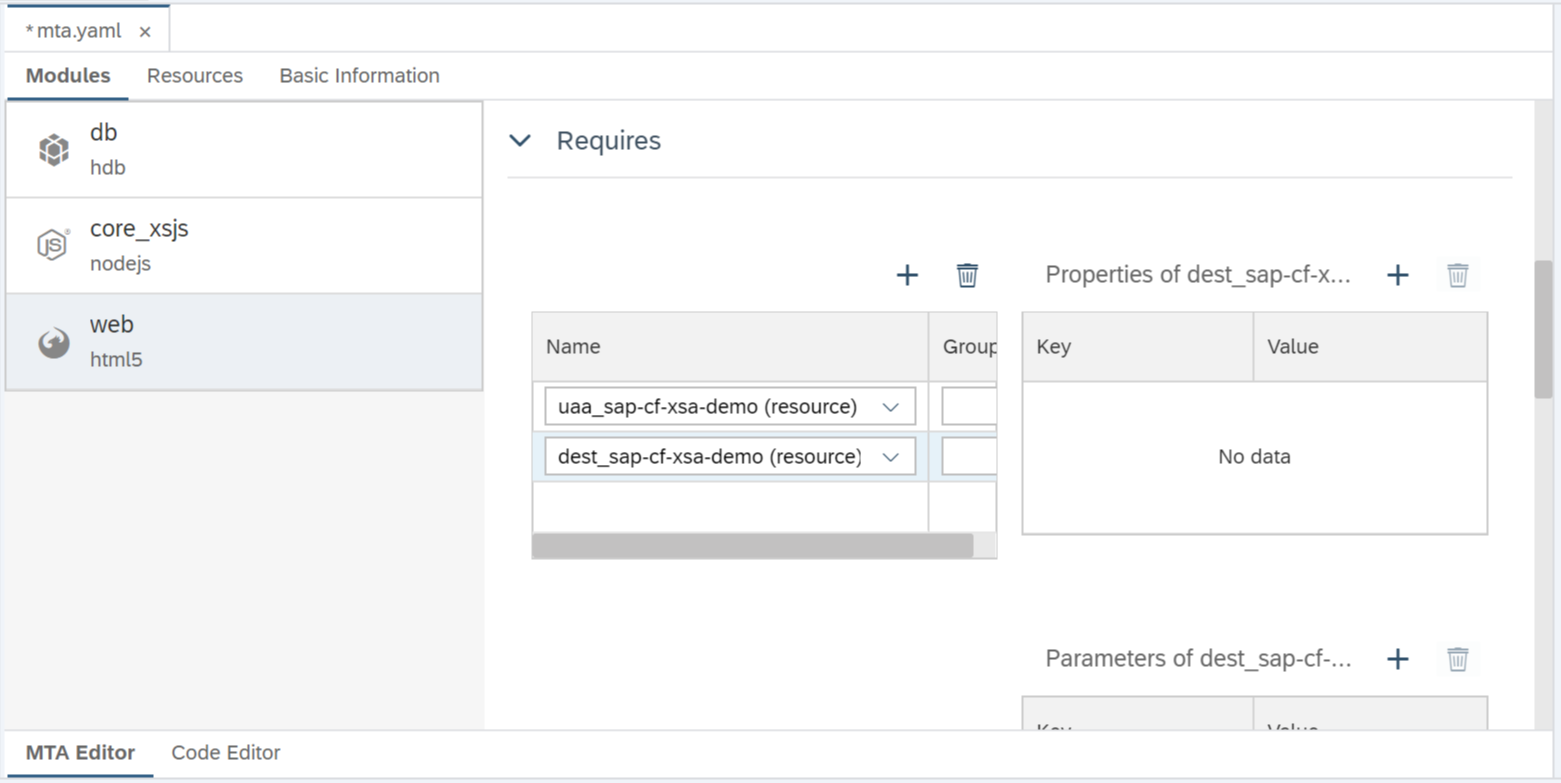 * mta.yaml ×
Modules Resources Basic Information
db
hdb
core_xsjs
nodejs
web
html5
Requires
Properties of dest_sap-cf-x...
Name Group
Key Value
uaa_sap-cf-xsa-demo (resource)
dest_sap-cf-xsa-demo (resource)
No data
Parameters of dest_sap-cf-...
Key Value
MTA Editor Code Editor